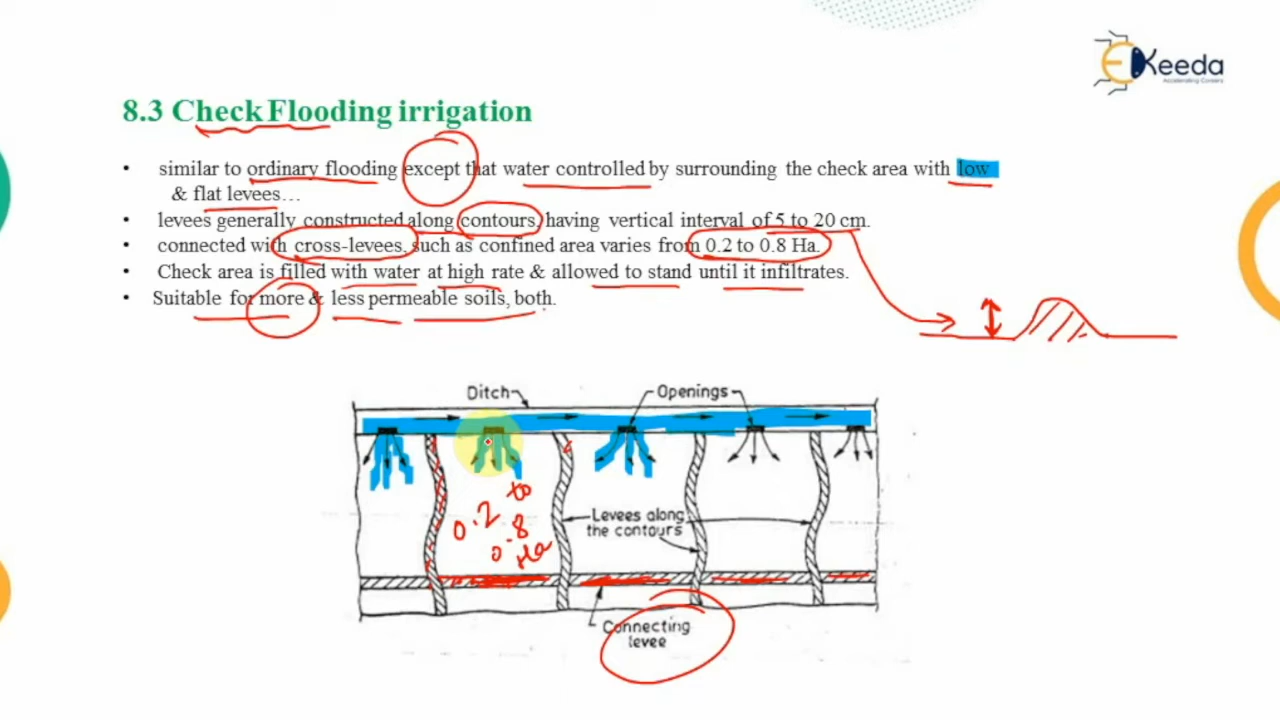 EKeeda
Accelerating Careers
8.3 Check Flooding irrigation
• similar to ordinary flooding except that water controlled by surrounding the check area with low
& flat levees…
• levees generally constructed along contours, having vertical interval of 5 to 20 cm.
• connected with cross-levees, such as confined area varies from 0.2 to 0.8 Ha.
• Check area is filled with water at high rate & allowed to stand until it infiltrates.
• Suitable for more & less permeable soils, both.
Ditch
Openings
0.2 to
0.8
Ha
Levees along
the contours
Connecting
levee